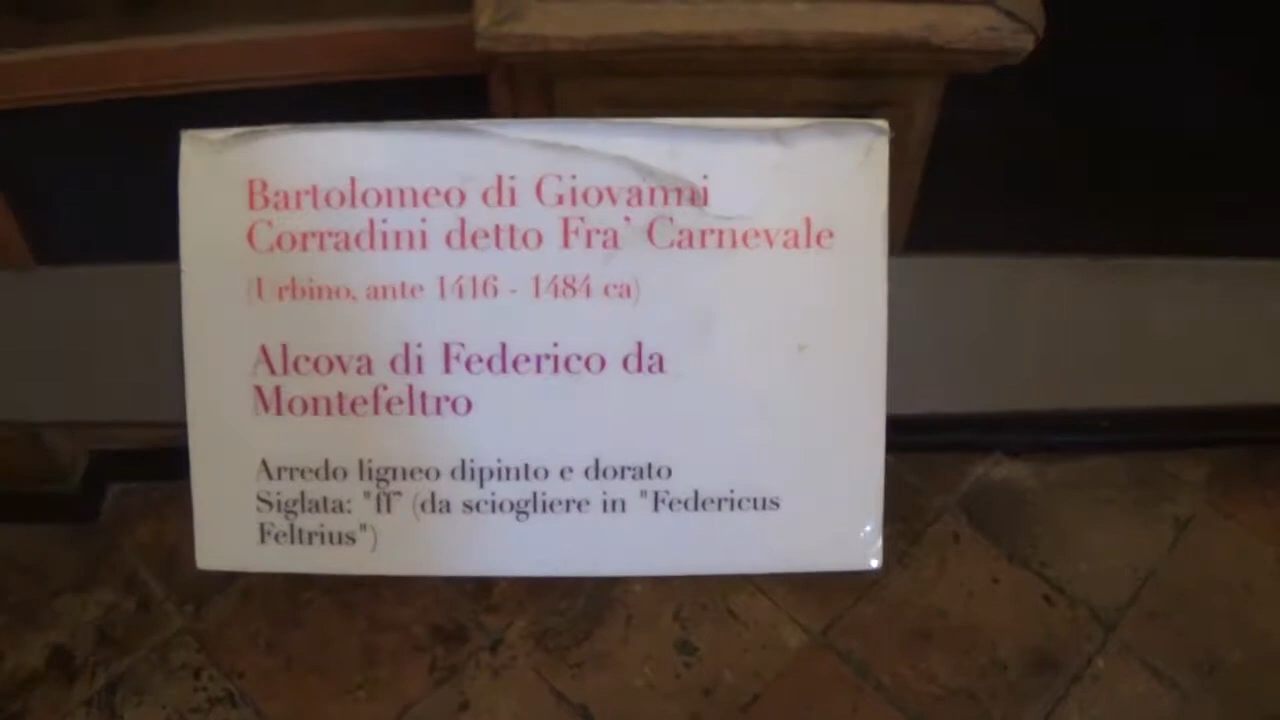 Bartolomeo di Giovanni
Corradini detto Fra' Carnevale
(Urbino, ante 1416 - 1484 ca)
Alcova di Federico da
Montefeltro
Arredo ligneo dipinto e dorato
Siglata: "ff" (da sciogliere in "Federicus
Feltrius")